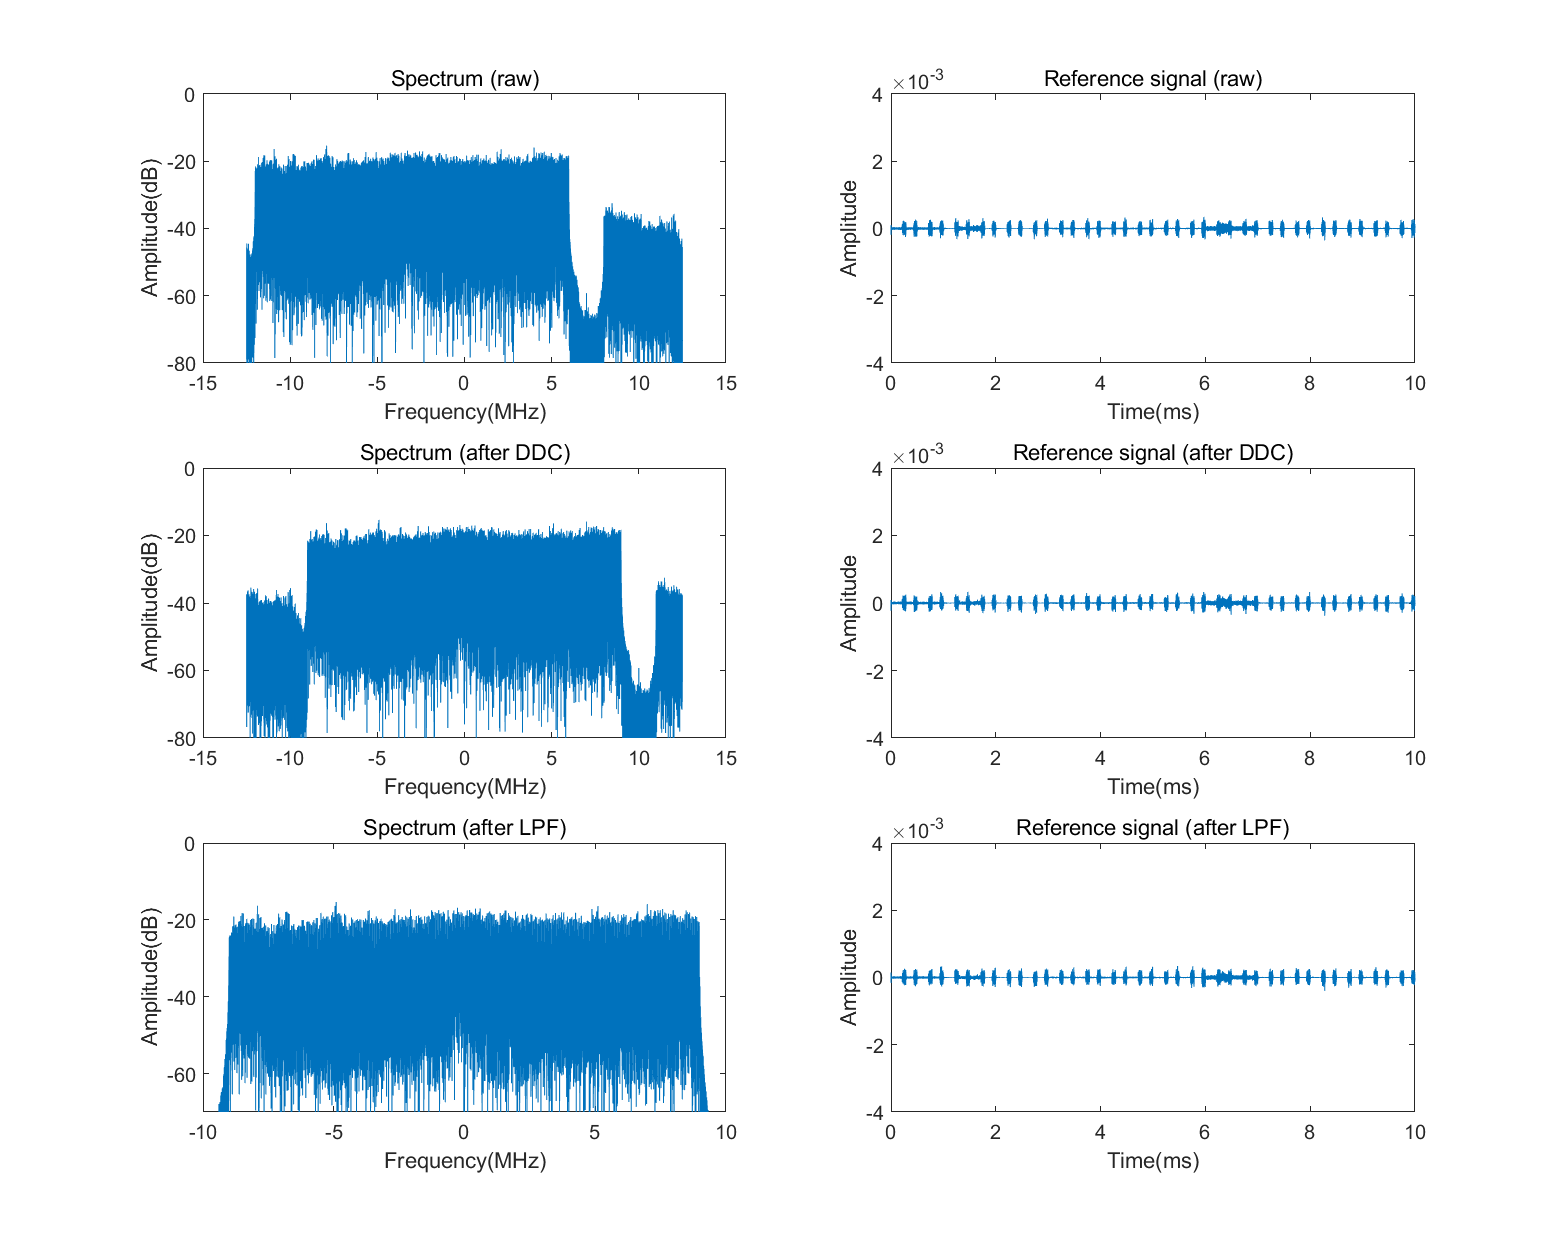 Spectrum (raw)
0
-20
-40
-60
-80
Amplitude(dB)
-15 -10 -5 0 5 10 15
Frequency(MHz)
Reference signal (raw)
×10-3
4
2
0
-2
-4
Amplitude
0 2 4 6 8 10
Time(ms)
Spectrum (after DDC)
0
-20
-40
-60
-80
Amplitude(dB)
-15 -10 -5 0 5 10 15
Frequency(MHz)
Reference signal (after DDC)
×10-3
4
2
0
-2
-4
Amplitude
0 2 4 6 8 10
Time(ms)
Spectrum (after LPF)
0
-20
-40
-60
Amplitude(dB)
-10 -5 0 5 10
Frequency(MHz)
Reference signal (after LPF)
×10-3
4
2
0
-2
-4
Amplitude
0 2 4 6 8 10
Time(ms)